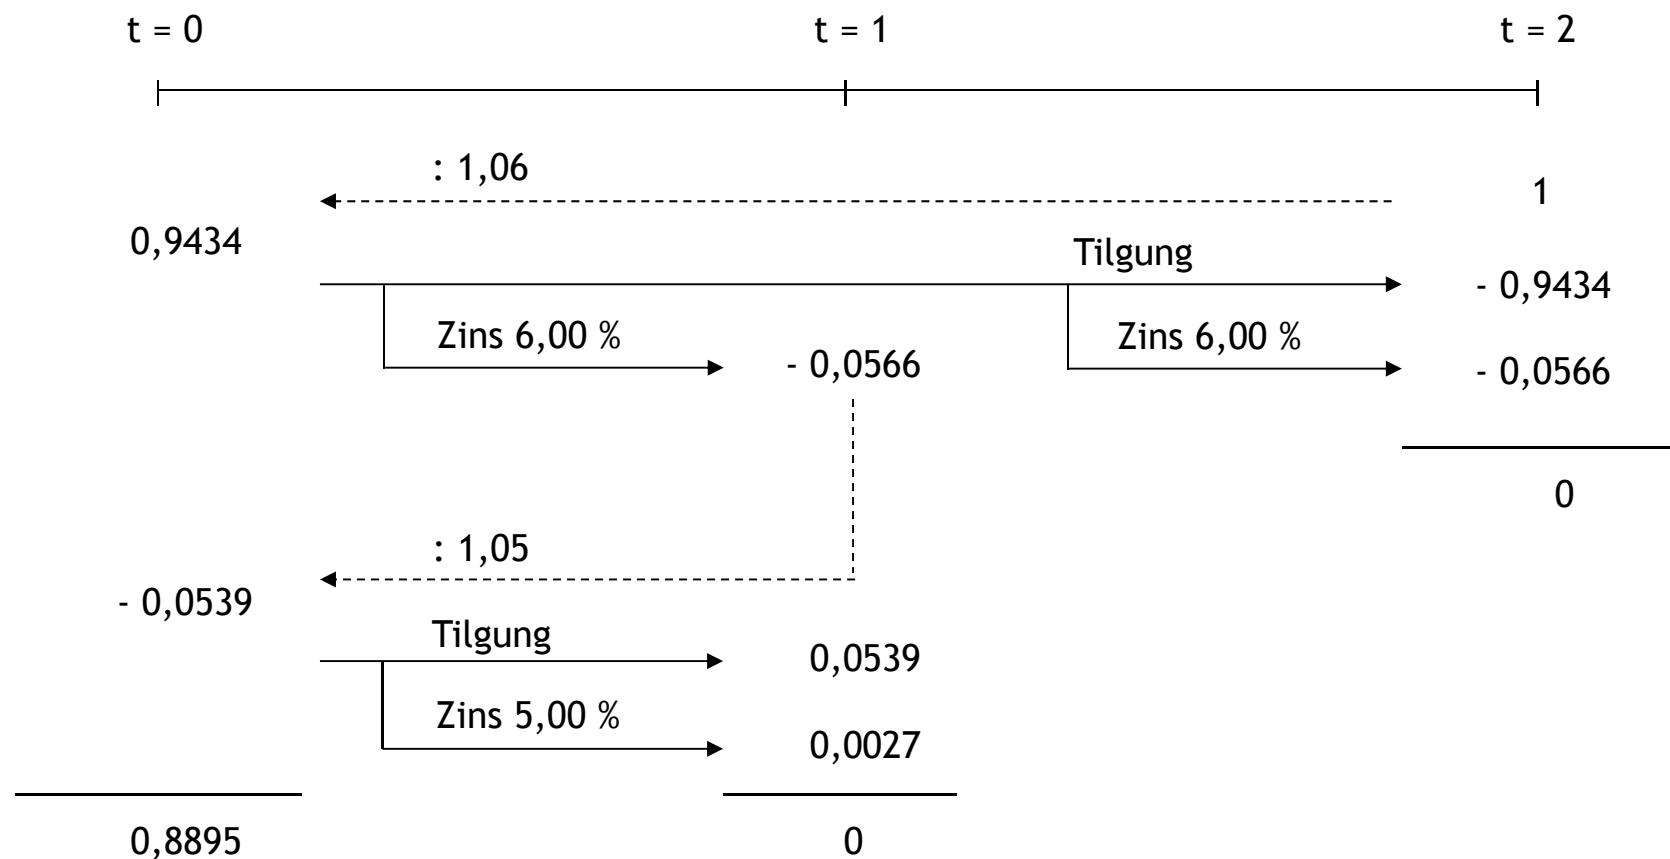 t = 0 t = 1 t = 2
: 1,06
1
0,9434
Tilgung
- 0,9434
Zins 6,00 % Zins 6,00 %
- 0,0566 - 0,0566
0
: 1,05
- 0,0539
Tilgung
0,0539
Zins 5,00 %
0,0027
0,8895 0